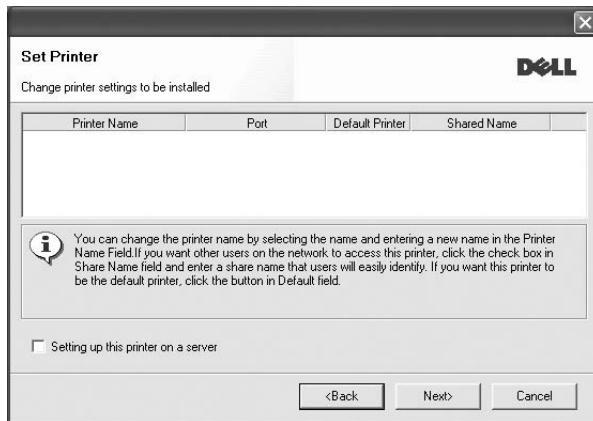 Set Printer
DELL
Change printer settings to be installed
Printer Name Port Default Printer Shared Name
You can change the printer name by selecting the name and entering a new name in the Printer
Name Field.If you want other users on the network to access this printer, click the check box in
Share Name field and enter a share name that users will easily identify. If you want this printer to
be the default printer, click the button in Default field.
Setting up this printer on a server
<Back Next> Cancel